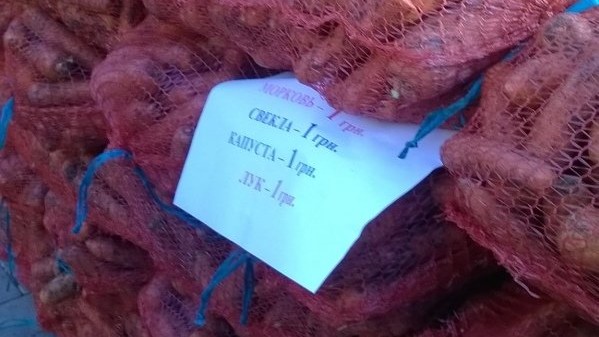 МОРКОВЬ - 1 грн.
СВЕКЛА - 1 грн.
КАПУСТА - 1 грн.
ЛУК - 1 грн.